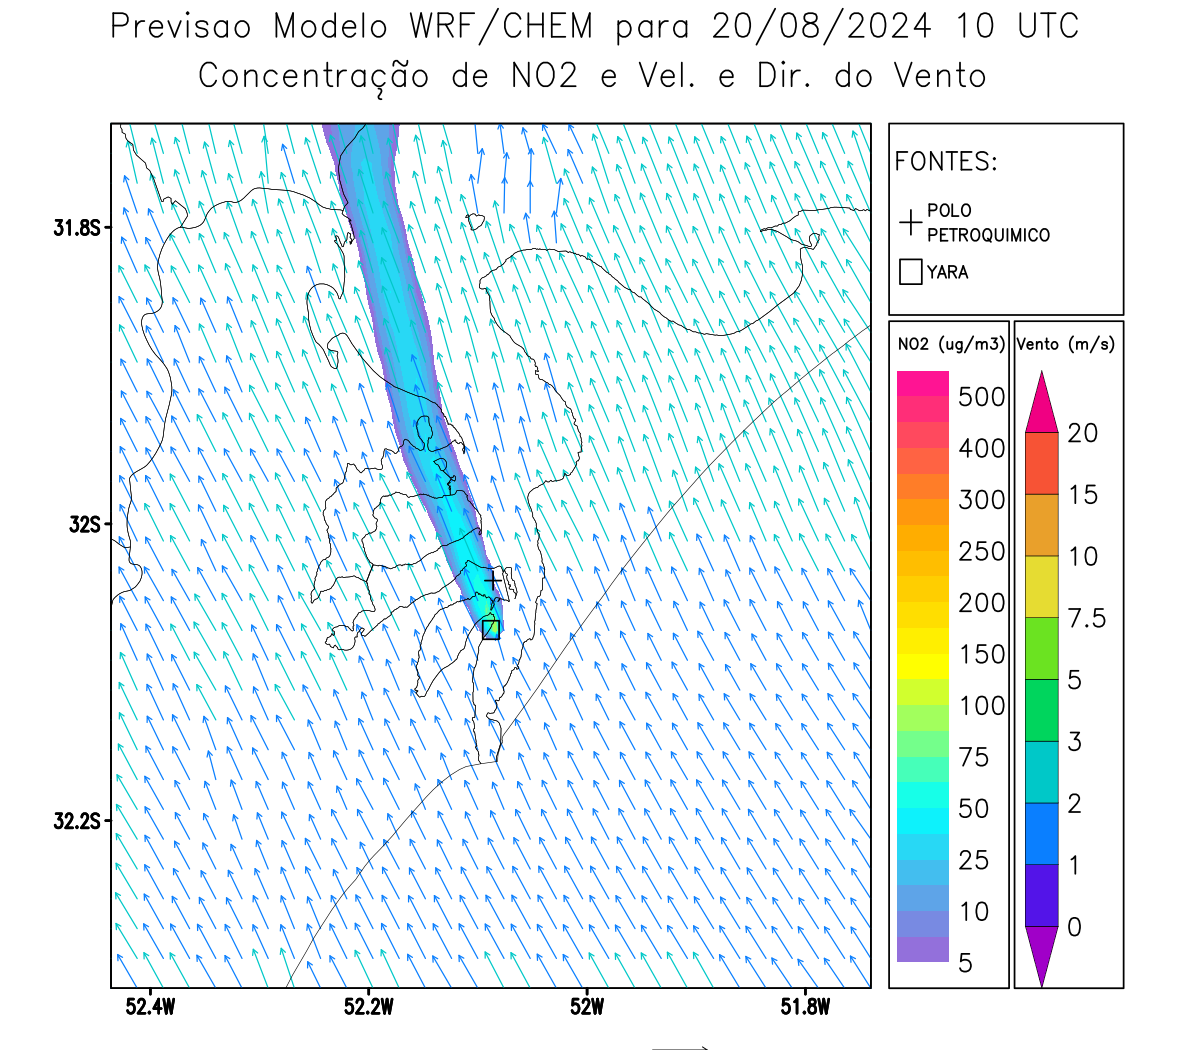 Previsao Modelo WRF/CHEM para 20/08/2024 10 UTC
Concentração de NO2 e Vel. e Dir. do Vento
FONTES:
POLO
PETROQUIMICO
YARA
NO2 (ug/m3)
500
400
300
250
200
150
100
75
50
25
10
5
Vento (m/s)
20
15
10
7.5
5
3
2
1
0
31.8S
32S
32.2S
52.4W
52.2W
52W
51.8W